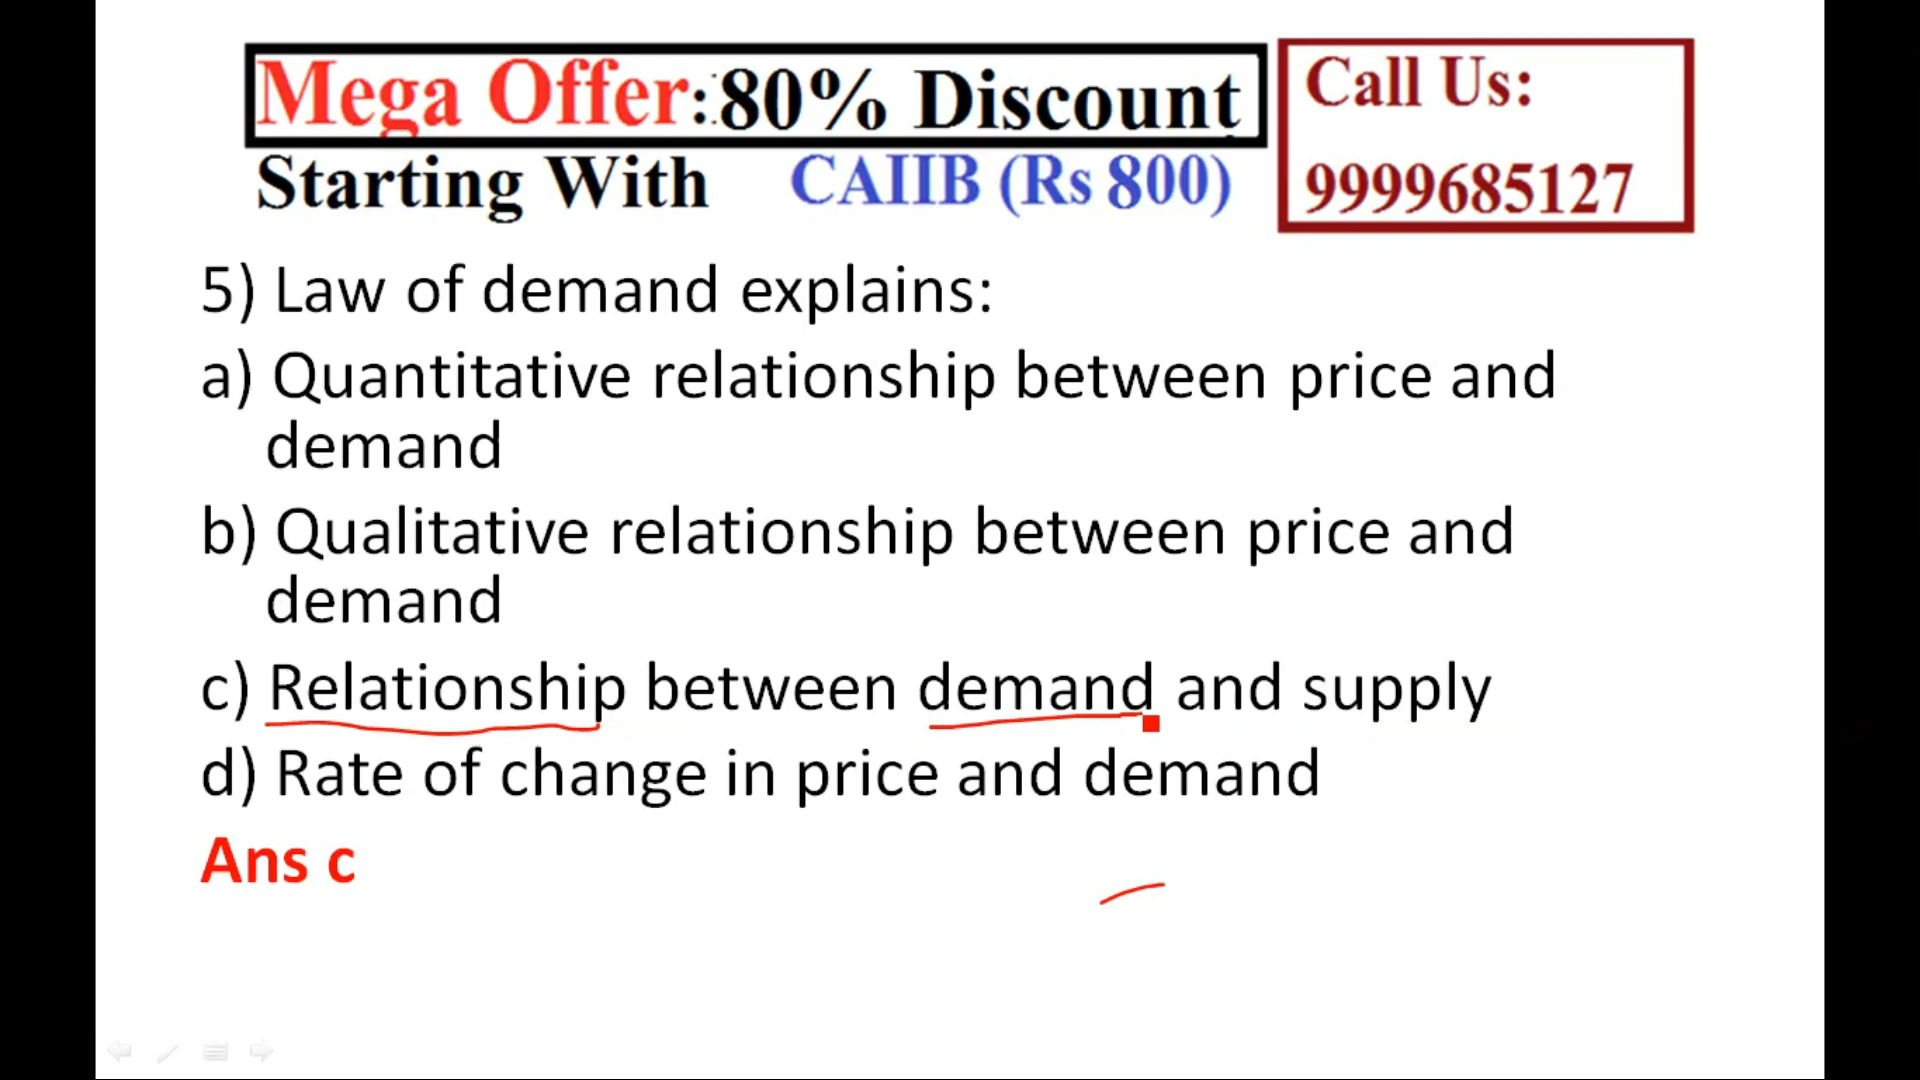 Mega Offer: 80% Discount
Starting With CAIIB (Rs 800)
Call Us:
9999685127
5) Law of demand explains:
a) Quantitative relationship between price and
demand
b) Qualitative relationship between price and
demand
c) Relationship between demand and supply
d) Rate of change in price and demand
Ans c